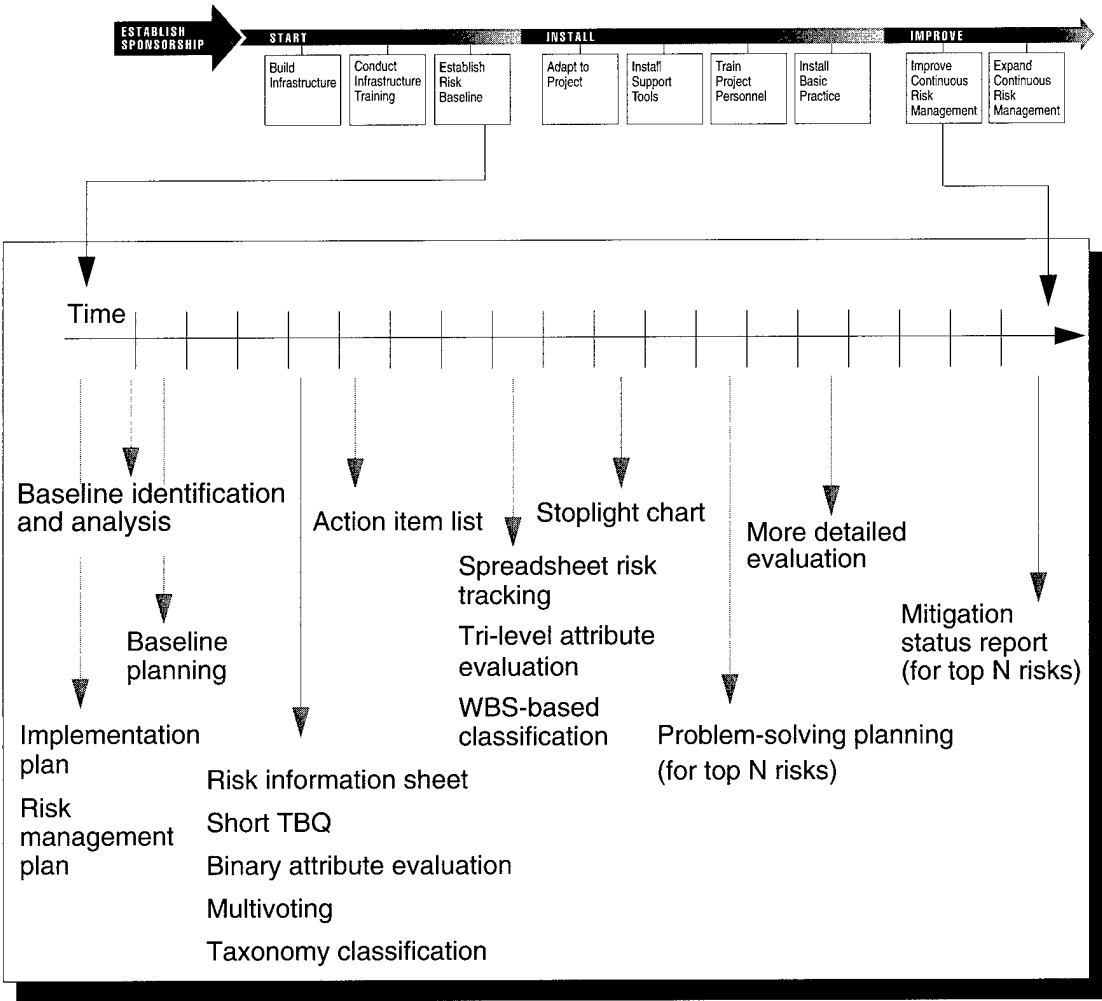 ESTABLISH
SPONSORSHIP
START
INSTALL
IMPROVE
Build
Infrastructure
Conduct
Infrastructure
Training
Establish
Risk
Baseline
Adapt to
Project
Install
Support
Tools
Train
Project
Personnel
Install
Basic
Practice
Improve
Continuous
Risk
Management
Expand
Continuous
Risk
Management
Time
Baseline identification
and analysis
Action item list
Stoplight chart
More detailed
evaluation
Spreadsheet risk
tracking
Tri-level attribute
evaluation
WBS-based
classification
Baseline
planning
Mitigation
status report
(for top N risks)
Implementation
plan
Risk
management
plan
Problem-solving planning
(for top N risks)
Risk information sheet
Short TBQ
Binary attribute evaluation
Multivoting
Taxonomy classification